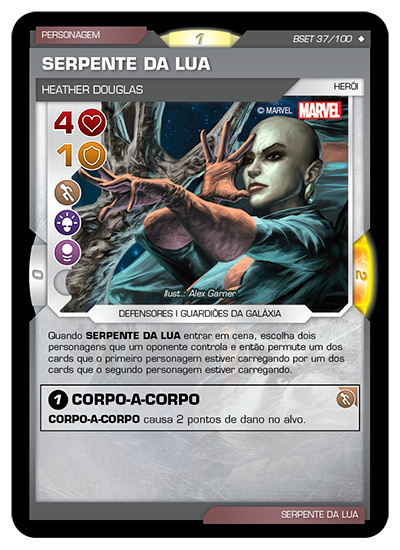 PERSONAGEM
1
BSET 37/100
SERPENTE DA LUA
HEATHER DOUGLAS
HERÓI
4
© MARVEL MARVEL
1
0
2
Illust.: Alex Garner
DEFENSORES | GUARDIÕES DA GALÁXIA
Quando SERPENTE DA LUA entrar em cena, escolha dois
personagens que um oponente controla e então permute um dos
cards que o primeiro personagem estiver carregando por um dos
cards que o segundo personagem estiver carregando.
1 CORPO-A-CORPO
CORPO-A-CORPO causa 2 pontos de dano no alvo.
SERPENTE DA LUA